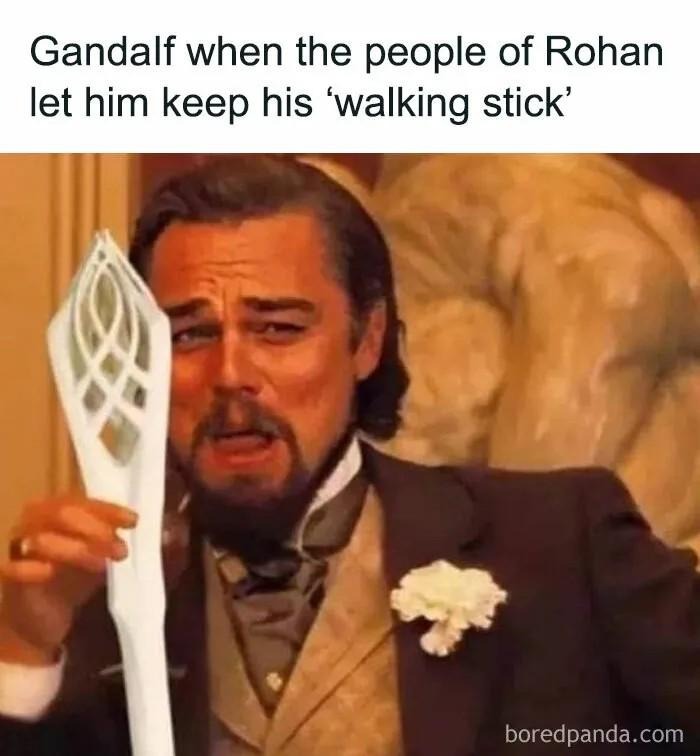 Gandalf when the people of Rohan
let him keep his ‘walking stick’
boredpanda.com